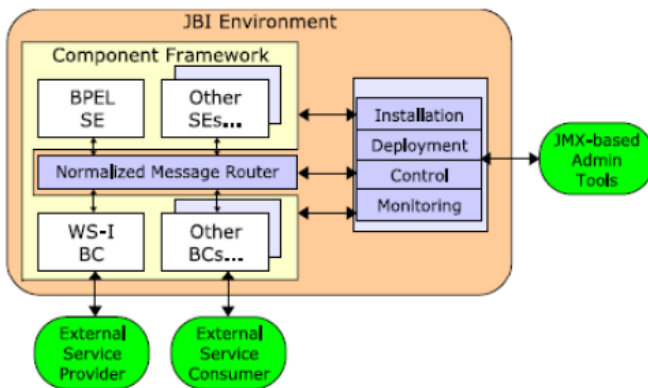 JBI Environment
Component Framework
BPEL
SE
Other
SEs...
Normalized Message Router
WS-I
BC
Other
BCs...
Installation
Deployment
Control
Monitoring
JMX-based
Admin
Tools
External
Service
Provider
External
Service
Consumer